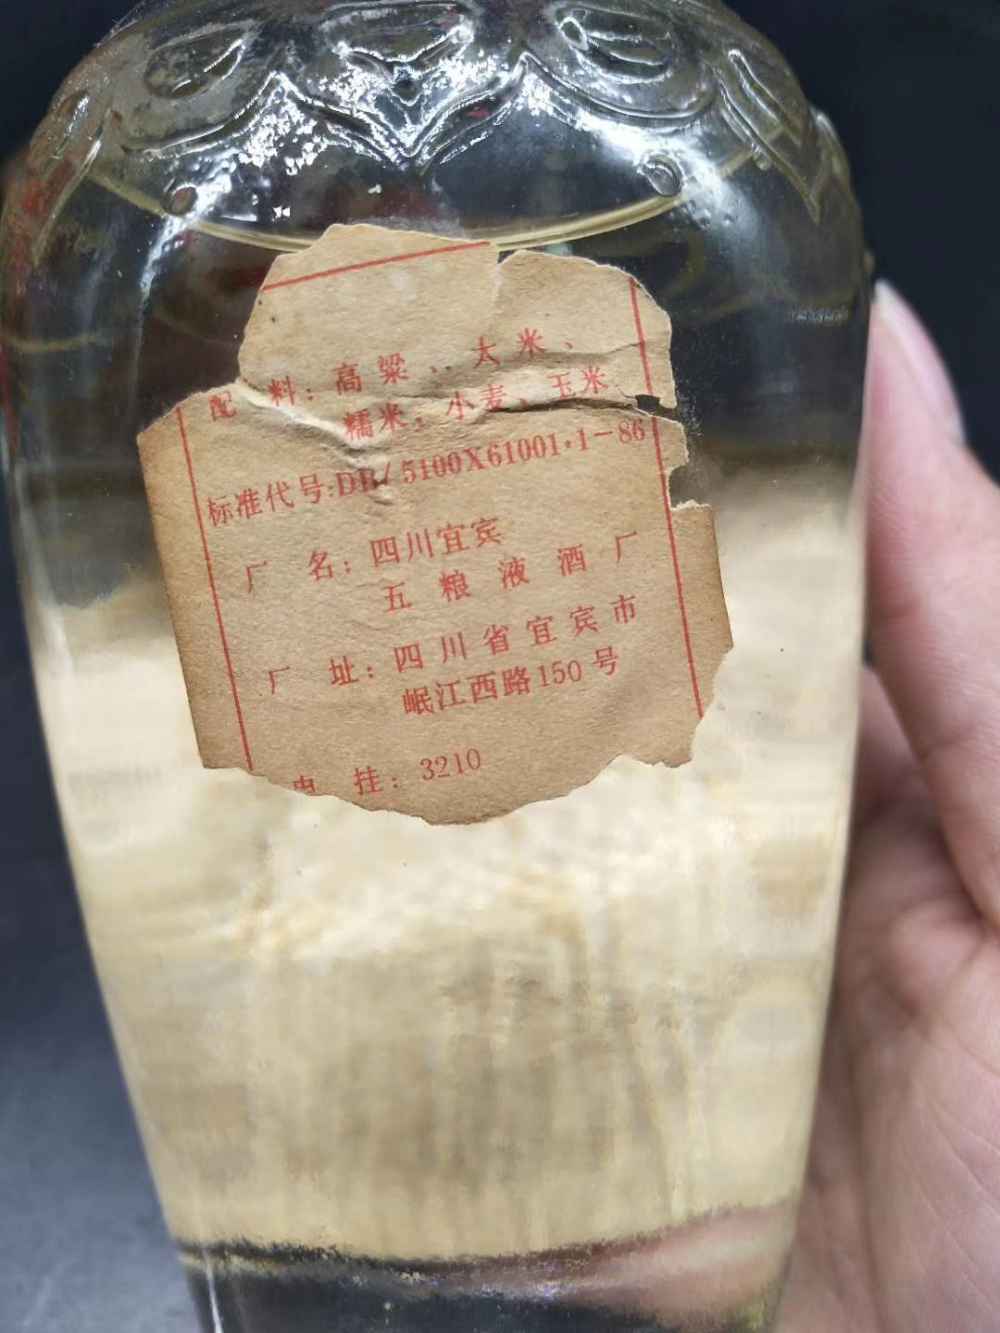 配 料：高 粱、大 米、
糯米、小麦、玉米
标准代号:DB/5100X61001·1-86
厂 名：四川宜宾
五 粮 液 酒 厂
厂 址：四川省宜宾市
岷江西路150号
电 挂：3210